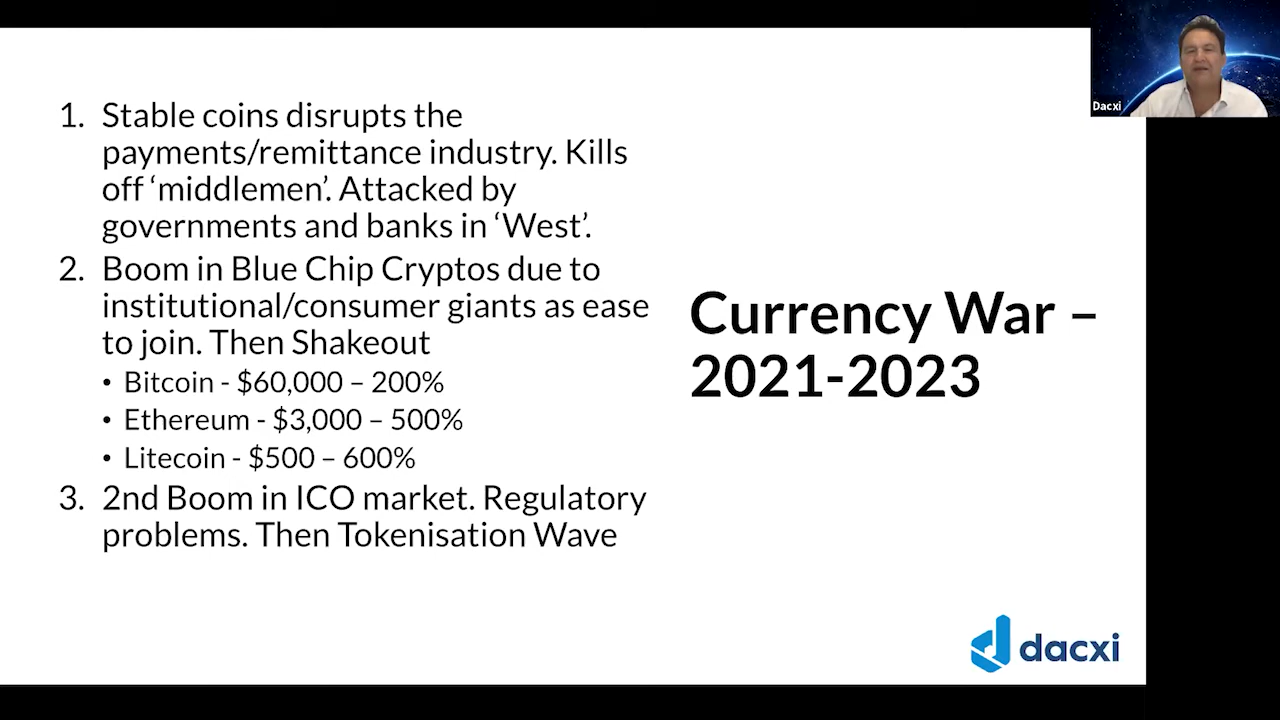 1. Stable coins disrupts the
payments/remittance industry. Kills
off ‘middlemen’. Attacked by
governments and banks in ‘West’.
2. Boom in Blue Chip Cryptos due to
institutional/consumer giants as ease
to join. Then Shakeout
• Bitcoin - $60,000 – 200%
• Ethereum - $3,000 – 500%
• Litecoin - $500 – 600%
3. 2nd Boom in ICO market. Regulatory
problems. Then Tokenisation Wave
Currency War –
2021-2023
Dacxi
dacxi